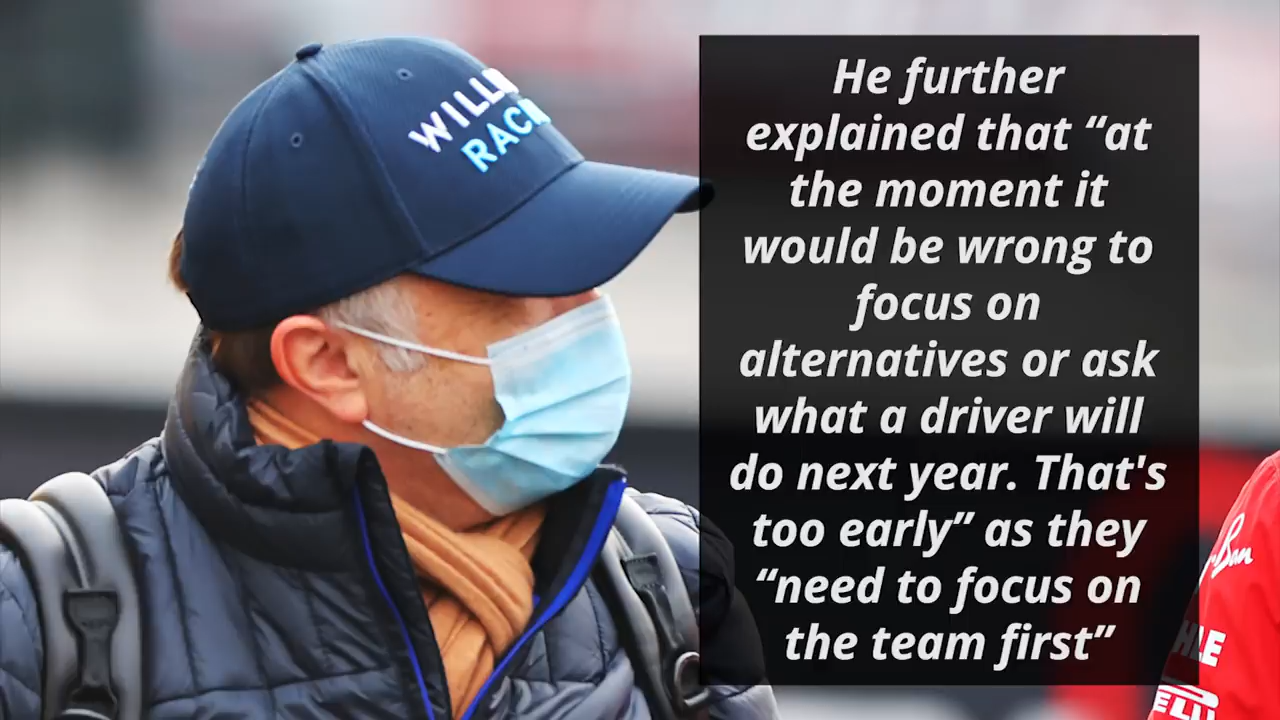 He further
explained that “at
the moment it
would be wrong to
focus on
alternatives or ask
what a driver will
do next year. That's
too early” as they
“need to focus on
the team first”